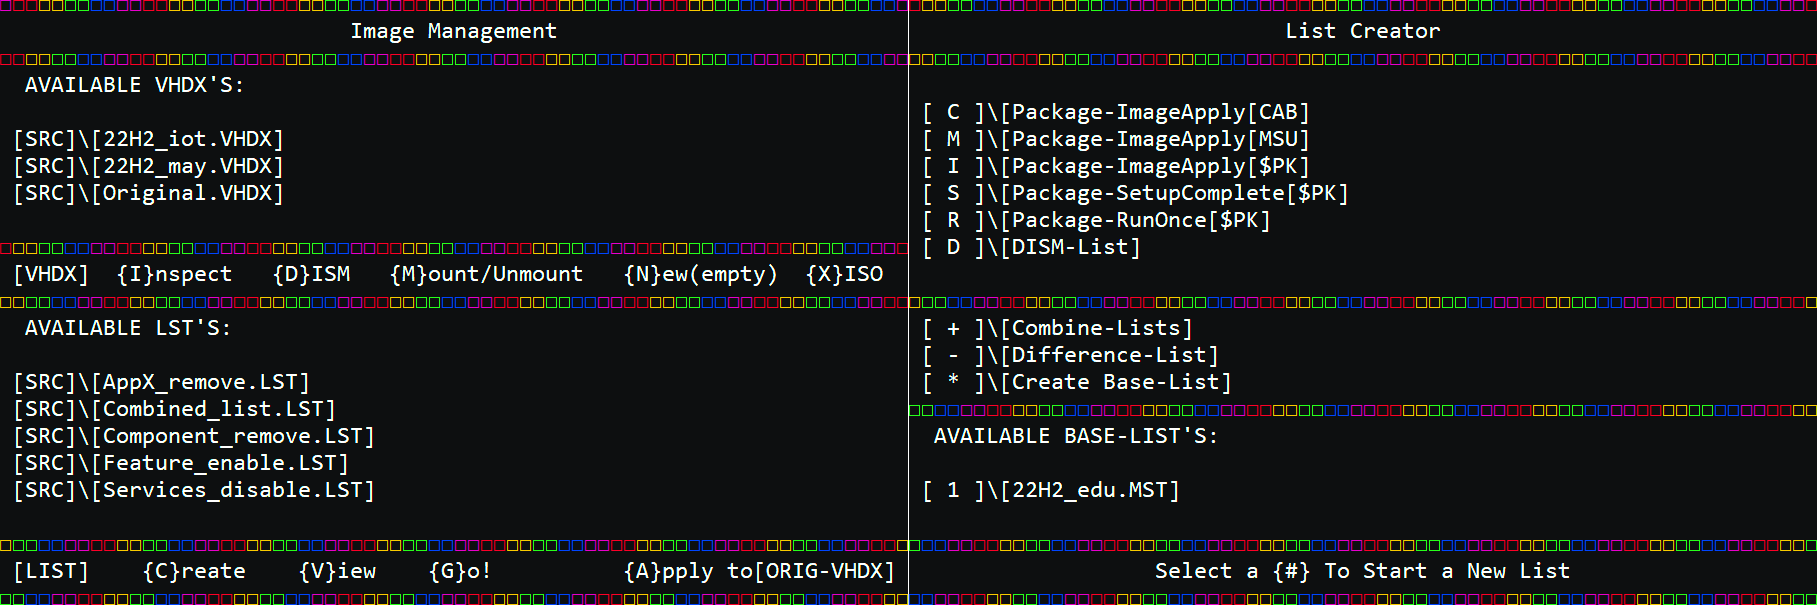 Image Management
AVAILABLE VHDX'S:
[SRC]\[22H2_iot.VHDX]
[SRC]\[22H2_may.VHDX]
[SRC]\[Original.VHDX]
[VHDX] {I}nspect {D}ISM {M}ount/Unmount {N}ew(empty) {X}ISO
AVAILABLE LST'S:
[SRC]\[AppX_remove.LST]
[SRC]\[Combined_list.LST]
[SRC]\[Component_remove.LST]
[SRC]\[Feature_enable.LST]
[SRC]\[Services_disable.LST]
[LIST] {C}reate {V}iew {G}o! {A}pply to[ORIG-VHDX]
List Creator
[ C ]\[Package-ImageApply[CAB]
[ M ]\[Package-ImageApply[MSU]
[ I ]\[Package-ImageApply[$PK]
[ S ]\[Package-SetupComplete[$PK]
[ R ]\[Package-RunOnce[$PK]
[ D ]\[DISM-List]
[ + ]\[Combine-Lists]
[ - ]\[Difference-List]
[ * ]\[Create Base-List]
AVAILABLE BASE-LIST'S:
[ 1 ]\[22H2_edu.MST]
Select a {#} To Start a New List